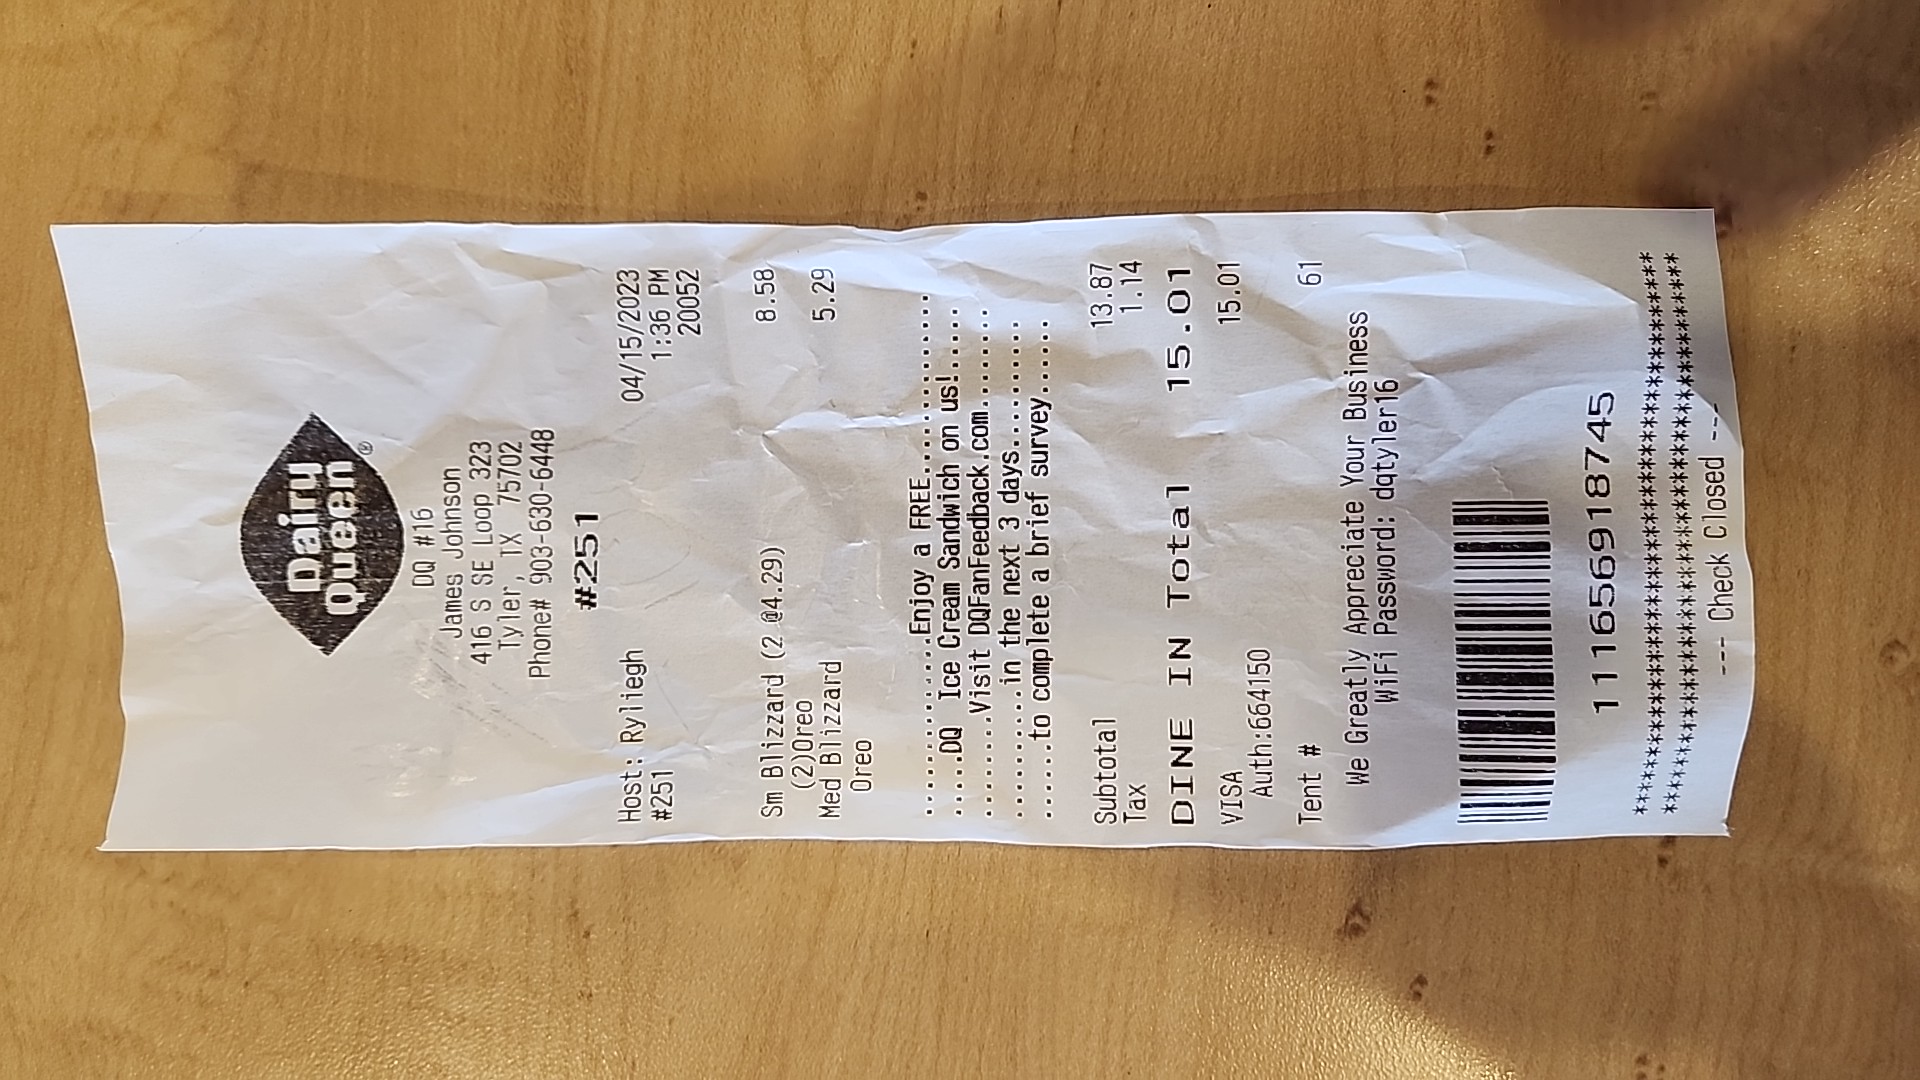 Dairy
Queen®
DQ #16
James Johnson
416 S SE Loop 323
Tyler, TX 75702
Phone# 903-630-6448
#251
04/15/2023
Host: Ryliegh 1:36 PM
#251 20052
Sm Blizzard (2 @4.29) 8.58
(2)Oreo
Med Blizzard 5.29
Oreo
..............Enjoy a FREE..............
.....DQ Ice Cream Sandwich on us!.....
........Visit DQFanFeedback.com........
...........in the next 3 days...........
......to complete a brief survey......
Subtotal 13.87
Tax 1.14
DINE IN Total 15.01
VISA 15.01
Auth:664150
Tent # 61
We Greatly Appreciate Your Business
WiFi Password: dqtyler16
111656918745
****************************************
****************************************
--- Check Closed ---